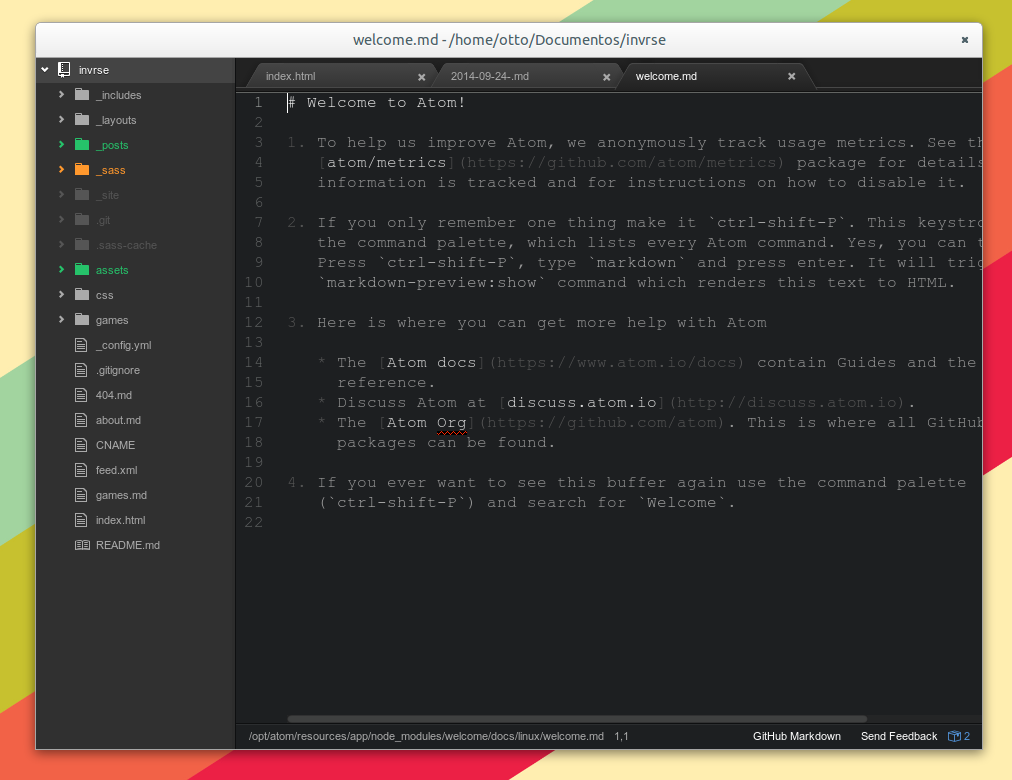 welcome.md - /home/otto/Documentos/invrse
invrse
_includes
_layouts
_posts
_sass
_site
.git
.sass-cache
assets
css
games
_config.yml
.gitignore
404.md
about.md
CNAME
feed.xml
games.md
index.html
README.md
index.html
2014-09-24-.md
welcome.md
1 # Welcome to Atom!
2
3 1. To help us improve Atom, we anonymously track usage metrics. See th
4 [atom/metrics](https://github.com/atom/metrics) package for details
5 information is tracked and for instructions on how to disable it.
6
7 2. If you only remember one thing make it `ctrl-shift-P`. This keystro
8 the command palette, which lists every Atom command. Yes, you can t
9 Press `ctrl-shift-P`, type `markdown` and press enter. It will trig
10 `markdown-preview:show` command which renders this text to HTML.
11
12 3. Here is where you can get more help with Atom
13
14 * The [Atom docs](https://www.atom.io/docs) contain Guides and the
15 reference.
16 * Discuss Atom at [discuss.atom.io](http://discuss.atom.io).
17 * The [Atom Org](https://github.com/atom). This is where all GitHub
18 packages can be found.
19
20 4. If you ever want to see this buffer again use the command palette
21 (`ctrl-shift-P`) and search for `Welcome`.
22
/opt/atom/resources/app/node_modules/welcome/docs/linux/welcome.md 1,1 GitHub Markdown Send Feedback 2